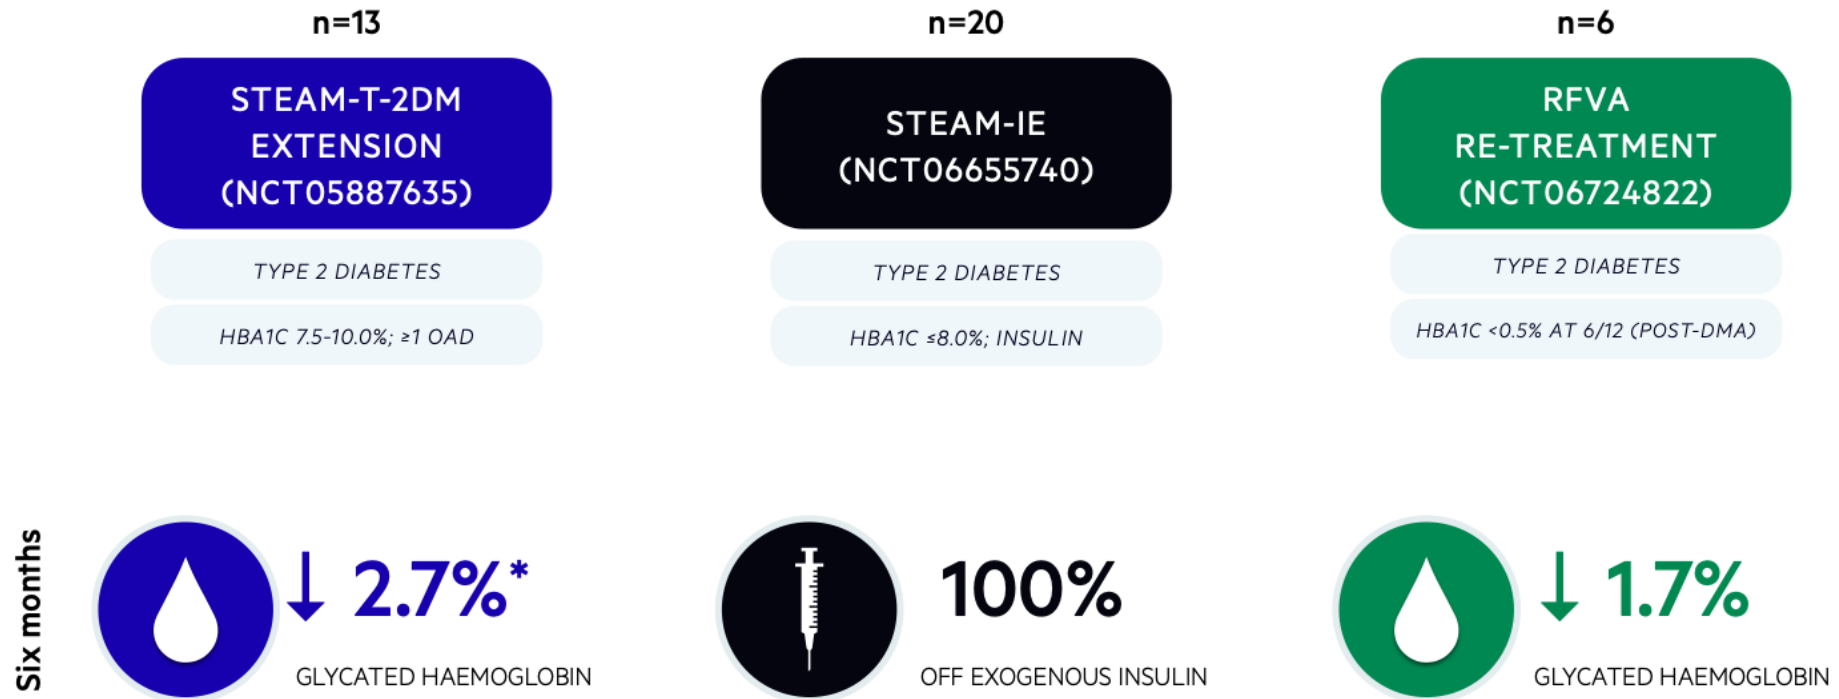 n=13
STEAM-T-2DM
EXTENSION
(NCT05887635)
TYPE 2 DIABETES
HBA1C 7.5-10.0%; ≥1 OAD
n=20
STEAM-IE
(NCT06655740)
TYPE 2 DIABETES
HBA1C ≤8.0%; INSULIN
n=6
RFVA
RE-TREATMENT
(NCT06724822)
TYPE 2 DIABETES
HBA1C <0.5% AT 6/12 (POST-DMA)
Six months
↓ 2.7%*
GLYCATED HAEMOGLOBIN
100%
OFF EXOGENOUS INSULIN
↓ 1.7%
GLYCATED HAEMOGLOBIN